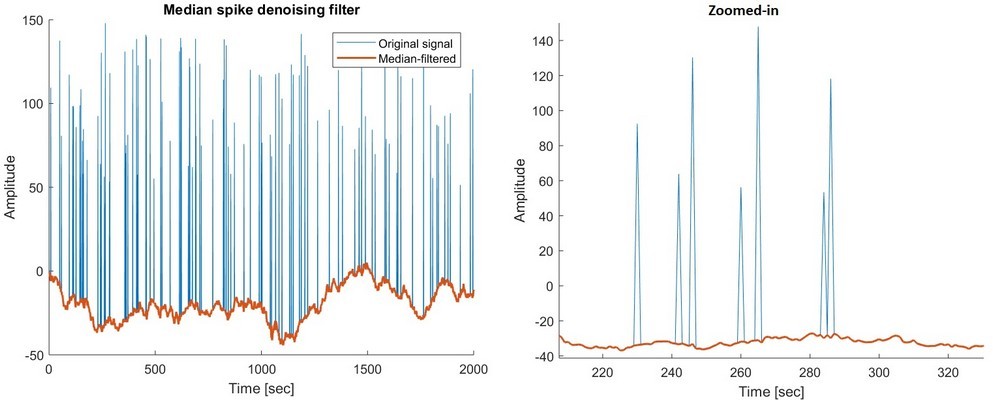 Median spike denoising filter
150
100
50
0
-50
Amplitude
Original signal
Median-filtered
0 500 1000 1500 2000
Time [sec]
Zoomed-in
140
120
100
80
60
40
20
0
-20
-40
Amplitude
220 240 260 280 300 320
Time [sec]